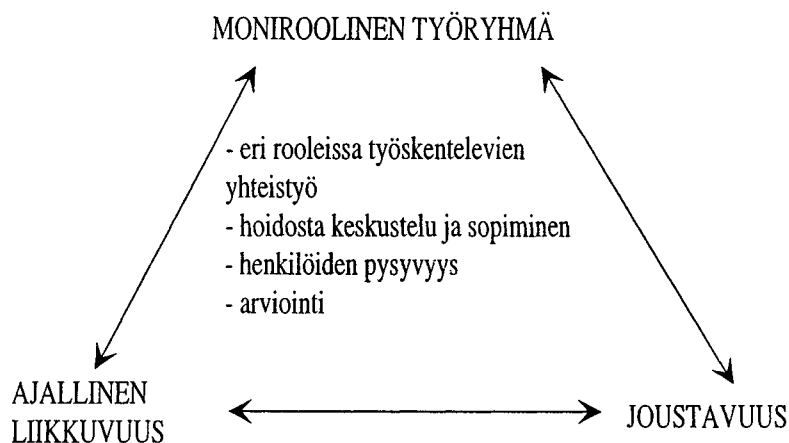 MONIROOLINEN TYÖRYHMÄ
- eri rooleissa työskentelevien
yhteistyö
- hoidosta keskustelu ja sopiminen
- henkilöiden pysyvyys
- arviointi
AJALLINEN
LIIKKUVUUS
JOUSTAVUUS